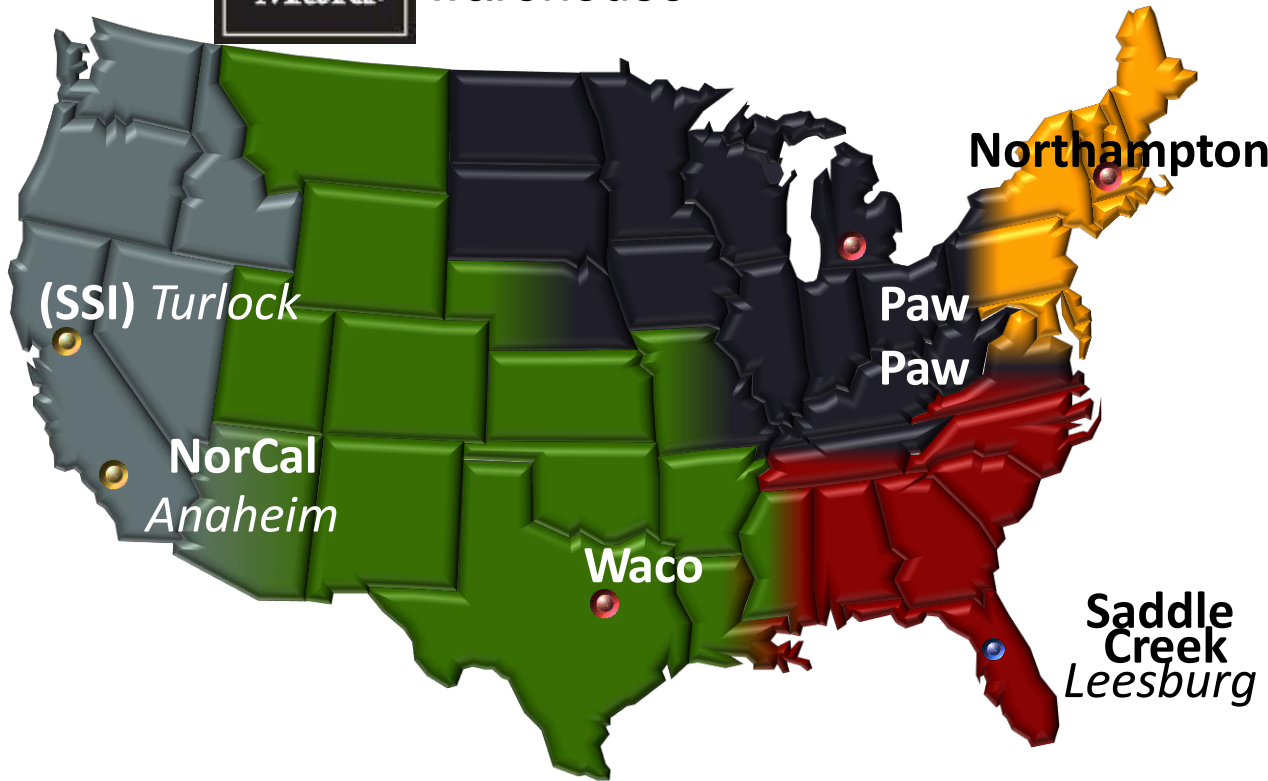 Northampton
(SSI) Turlock
Paw
Paw
NorCal
Anaheim
Waco
Saddle
Creek
Leesburg